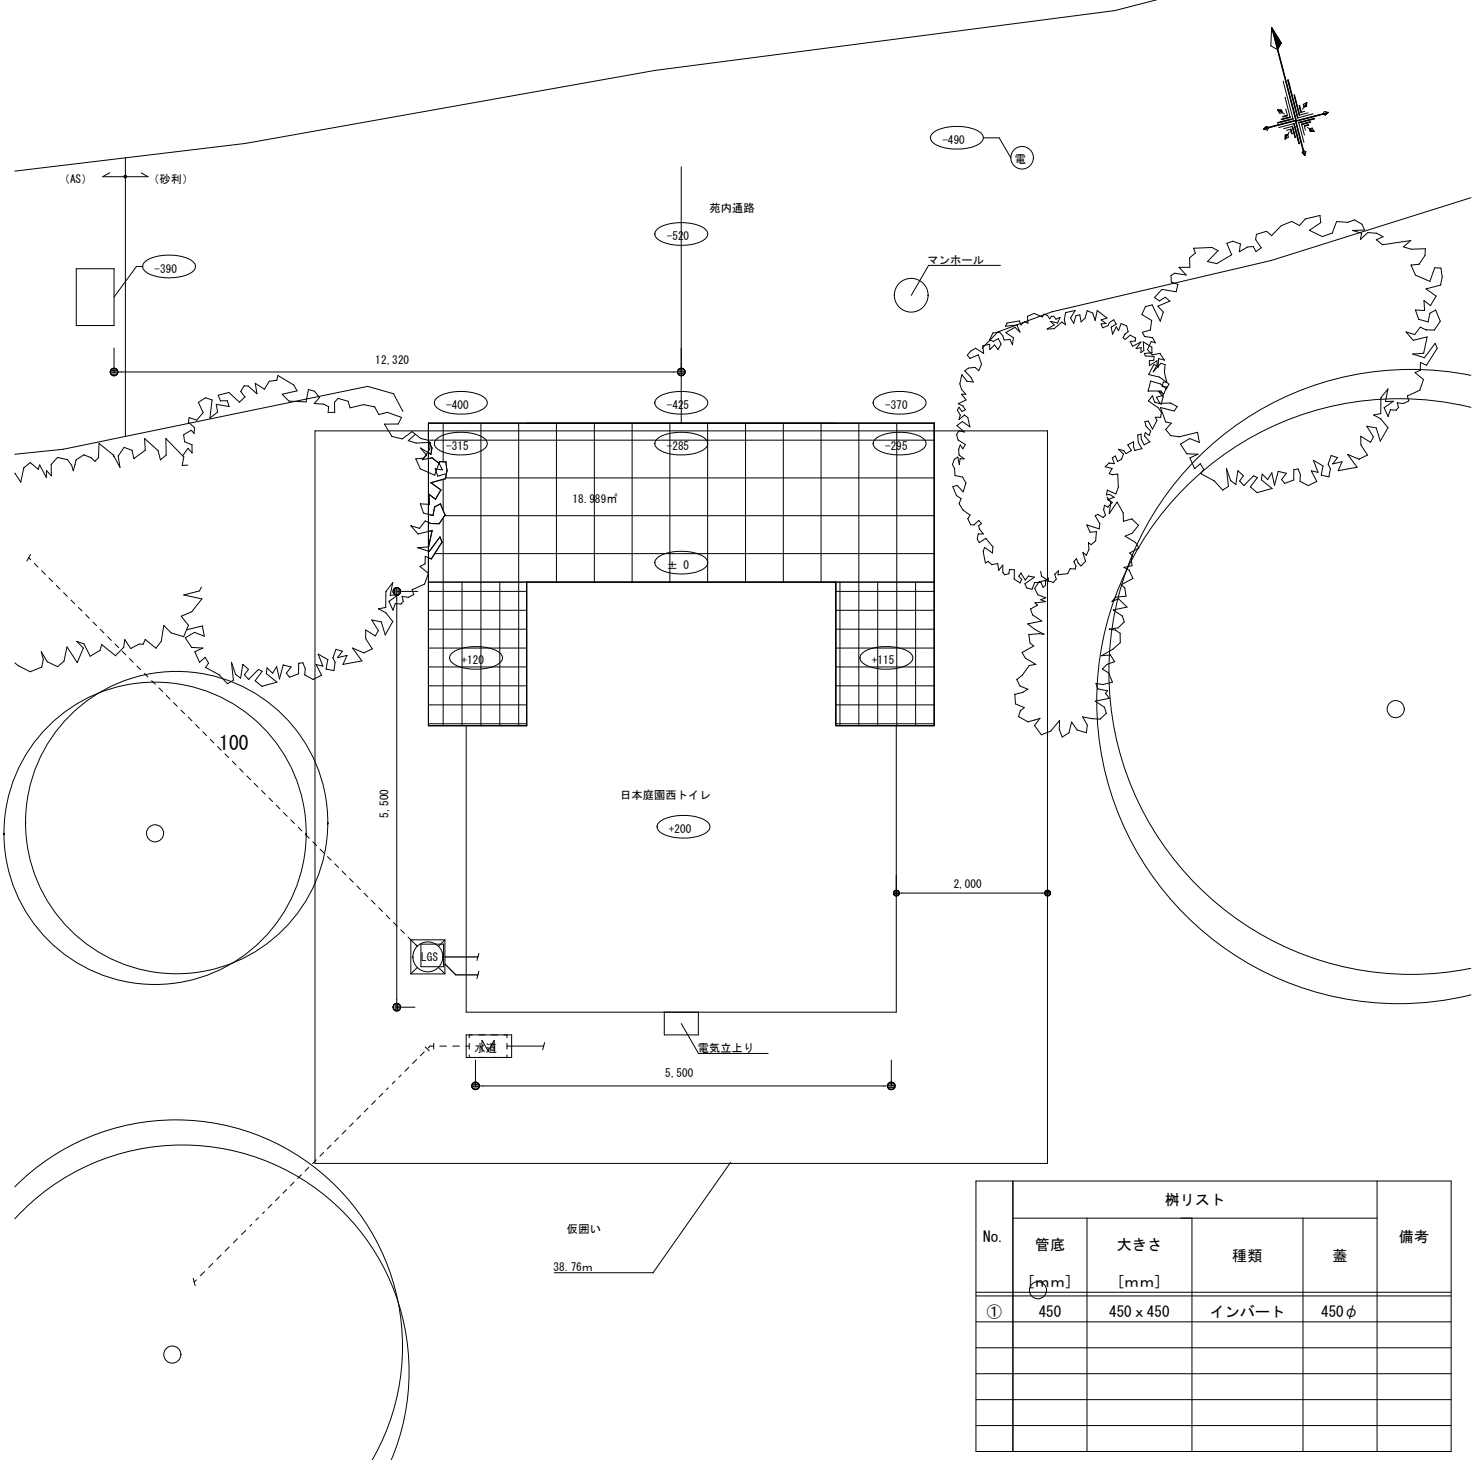 -490
電
(AS)
(砂利)
苑内通路
-520
-390
マンホール
12,320
-400
-425
-370
-315
-285
-295
18.989㎡
± 0
+120
+115
100
5,500
日本庭園西トイレ
+200
2,000
LGS
水道
電気立上り
5,500
仮囲い
38.76m
桝リスト
No.
管底
[mm]
大きさ
[mm]
種類
蓋
備考
① 450 450 x 450 インバート 450φ